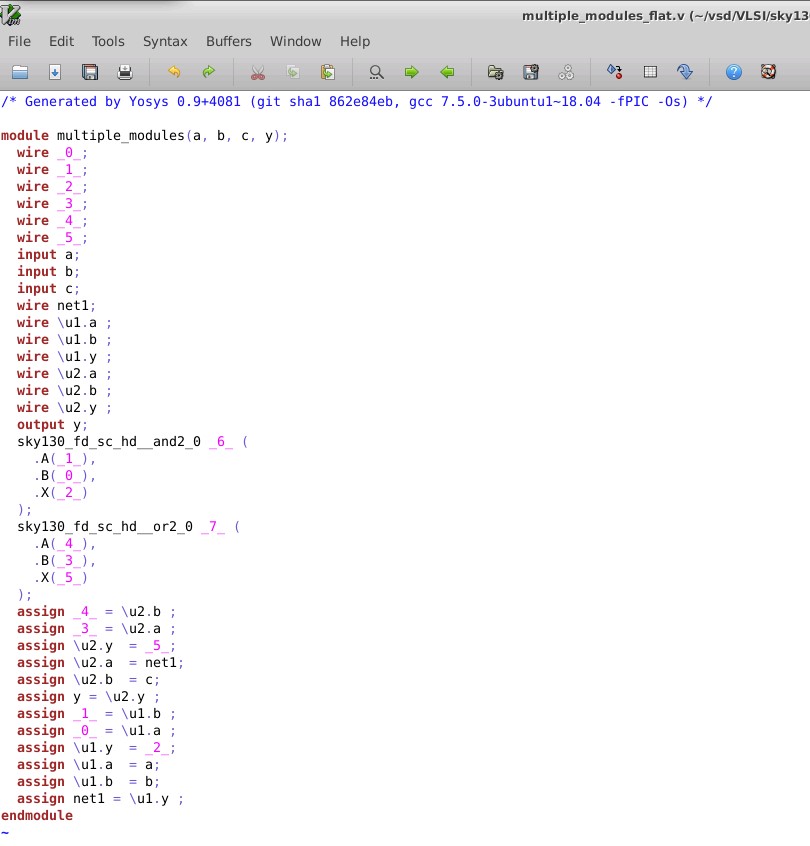 multiple_modules_flat.v (~/vsd/VLSI/sky13
File Edit Tools Syntax Buffers Window Help
/* Generated by Yosys 0.9+4081 (git sha1 862e84eb, gcc 7.5.0-3ubuntu1~18.04 -fPIC -Os) */
module multiple_modules(a, b, c, y);
  wire _0_;
  wire _1_;
  wire _2_;
  wire _3_;
  wire _4_;
  wire _5_;
  input a;
  input b;
  input c;
  wire net1;
  wire \u1.a ;
  wire \u1.b ;
  wire \u1.y ;
  wire \u2.a ;
  wire \u2.b ;
  wire \u2.y ;
  output y;
  sky130_fd_sc_hd__and2_0 _6_ (
    .A(_1_),
    .B(_0_),
    .X(_2_)
  );
  sky130_fd_sc_hd__or2_0 _7_ (
    .A(_4_),
    .B(_3_),
    .X(_5_)
  );
  assign _4_ = \u2.b ;
  assign _3_ = \u2.a ;
  assign \u2.y  = _5_;
  assign \u2.a  = net1;
  assign \u2.b  = c;
  assign y = \u2.y ;
  assign _1_ = \u1.b ;
  assign _0_ = \u1.a ;
  assign \u1.y  = _2_;
  assign \u1.a  = a;
  assign \u1.b  = b;
  assign net1 = \u1.y ;
endmodule
~